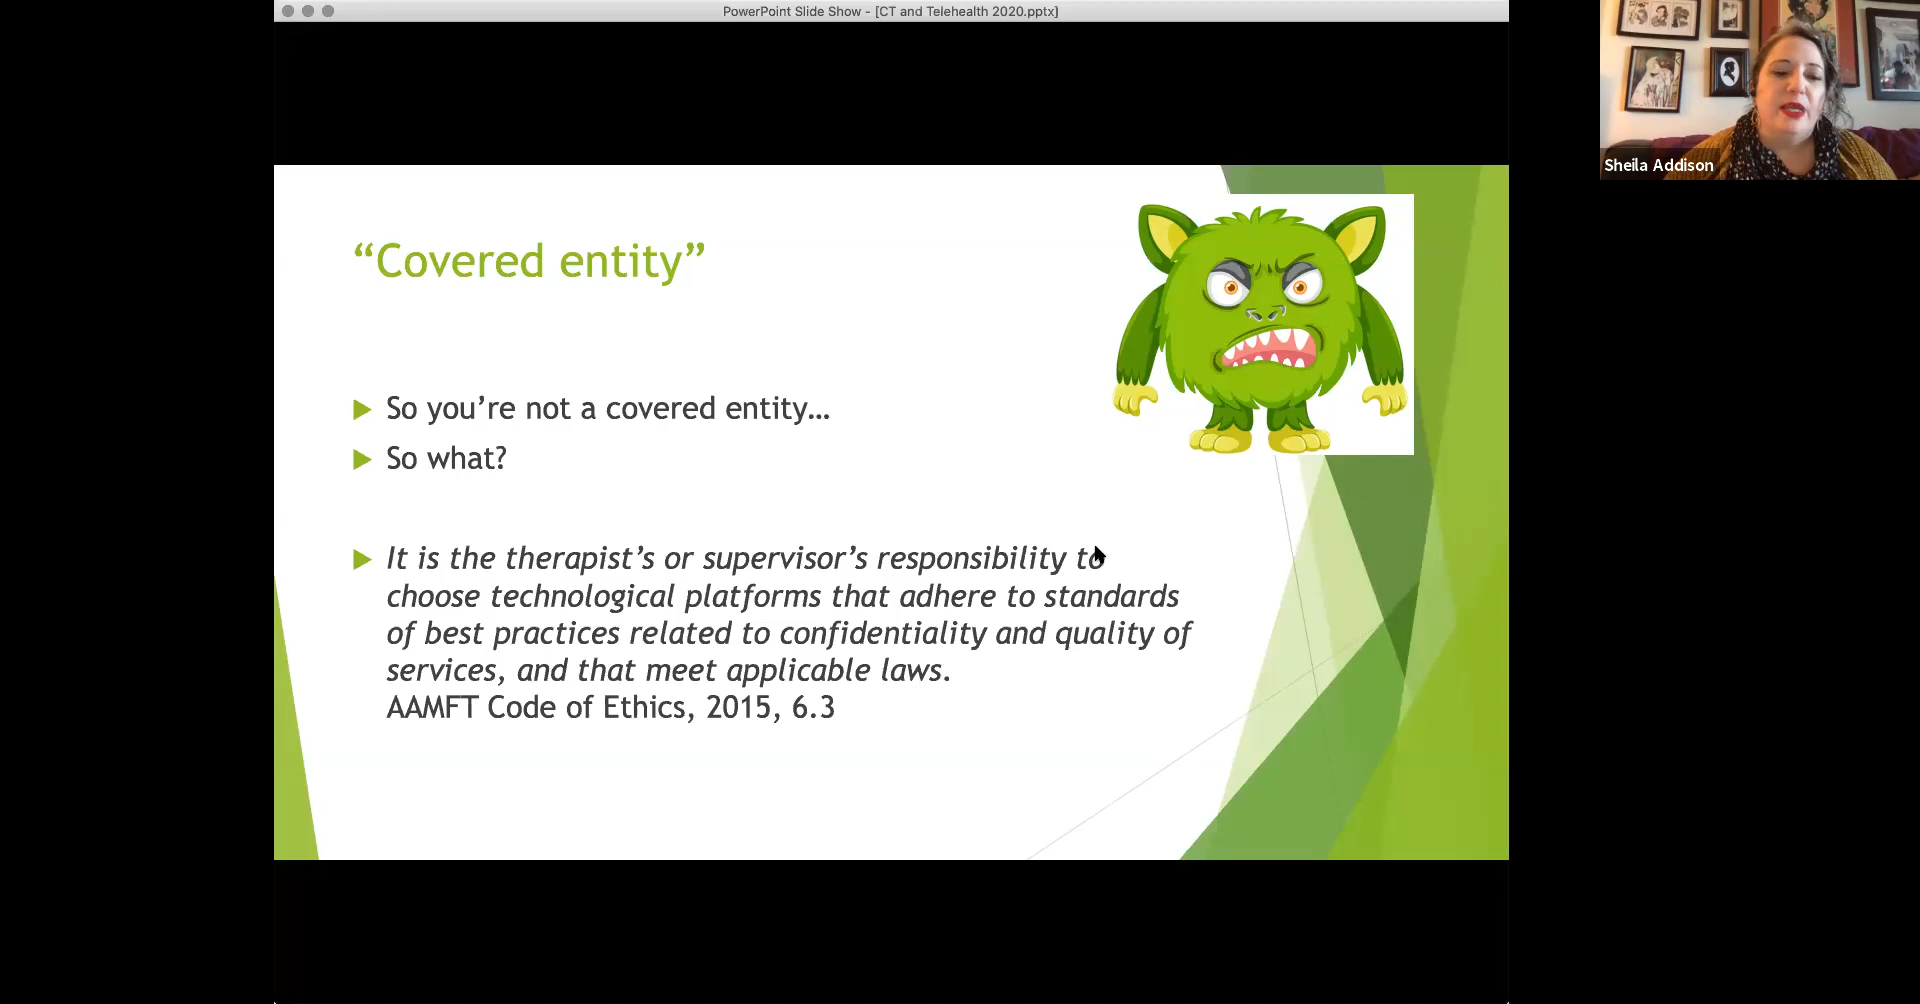 PowerPoint Slide Show - [CT and Telehealth 2020.pptx]
Sheila Addison
“Covered entity”
So you’re not a covered entity…
So what?
It is the therapist’s or supervisor’s responsibility to
choose technological platforms that adhere to standards
of best practices related to confidentiality and quality of
services, and that meet applicable laws.
AAMFT Code of Ethics, 2015, 6.3